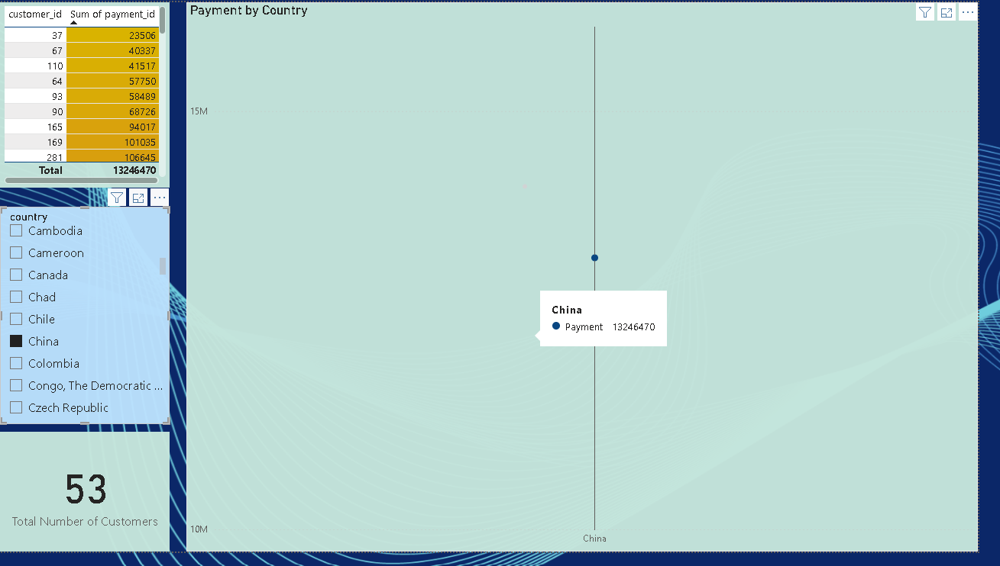 customer_id Sum of payment_id
37 23506
67 40337
110 41517
64 57750
93 58489
90 68726
165 94017
169 101035
281 106645
Total 13246470
country
Cambodia
Cameroon
Canada
Chad
Chile
China
Colombia
Congo, The Democratic ...
Czech Republic
53
Total Number of Customers
Payment by Country
15M
China
Payment 13246470
10M
China